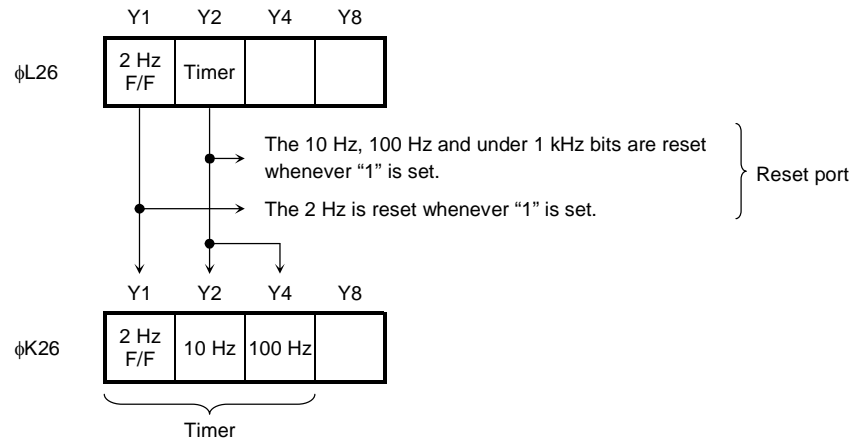 Y1 Y2 Y4 Y8
ϕL26
2 Hz F/F
Timer
The 10 Hz, 100 Hz and under 1 kHz bits are reset
whenever “1” is set.
The 2 Hz is reset whenever “1” is set.
Reset port
Y1 Y2 Y4 Y8
ϕK26
2 Hz F/F
10 Hz
100 Hz
Timer